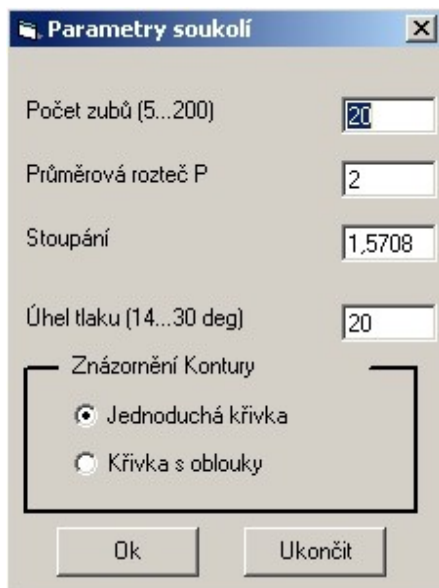 Parametry soukolí
Počet zubů (5...200) 20
Průměrová rozteč P 2
Stoupání 1,5708
Úhel tlaku (14...30 deg) 20
Znázornění Kontury
Jednoduchá křivka
Křivka s oblouky
Ok Ukončit